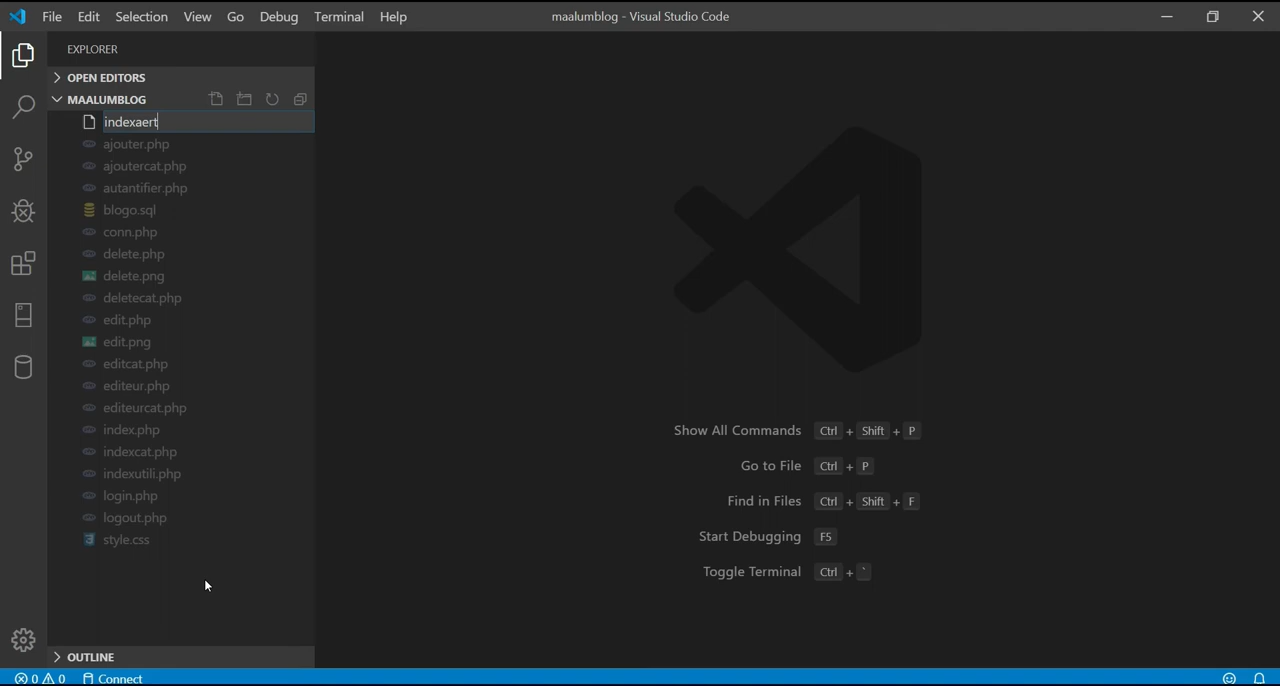 File Edit Selection View Go Debug Terminal Help
maalumblog - Visual Studio Code
EXPLORER
OPEN EDITORS
MAALUMBLOG
indexaert
ajouter.php
ajoutercat.php
autantifier.php
blogo.sql
conn.php
delete.php
delete.png
deletecat.php
edit.php
edit.png
editcat.php
editeur.php
editeurcat.php
index.php
indexcat.php
indexutili.php
login.php
logout.php
style.css
OUTLINE
Show All Commands Ctrl + Shift + P
Go to File Ctrl + P
Find in Files Ctrl + Shift + F
Start Debugging F5
Toggle Terminal Ctrl + `
0 0 Connect